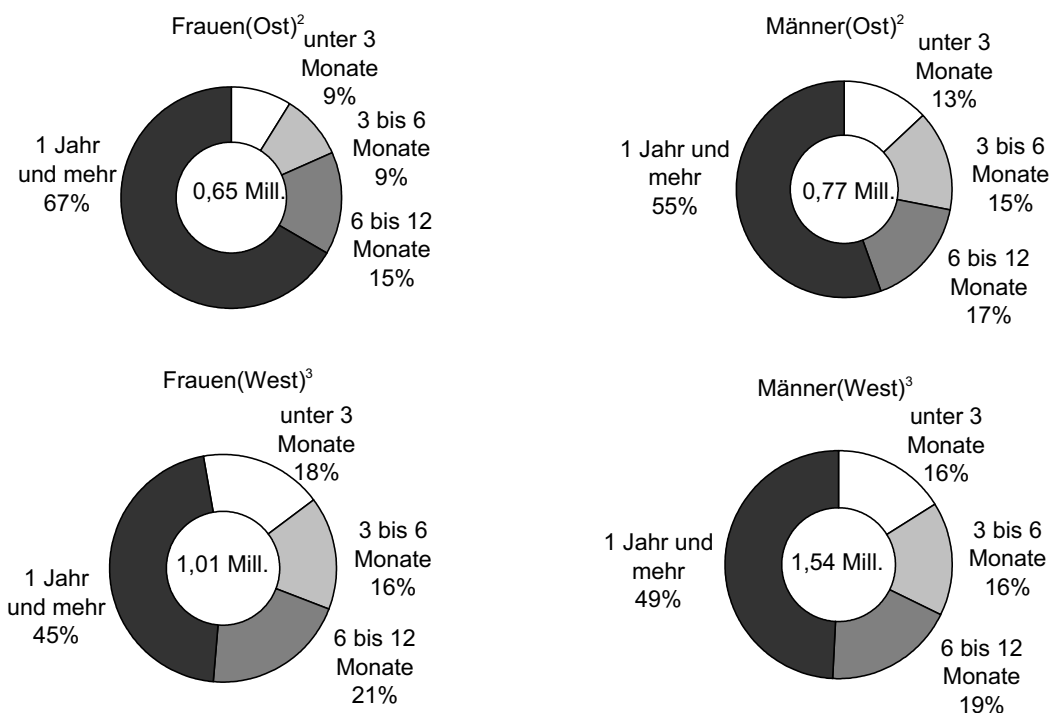 Frauen(Ost)²
unter 3
Monate
9%
3 bis 6
Monate
9%
6 bis 12
Monate
15%
1 Jahr
und mehr
67%
0,65 Mill.
Männer(Ost)²
unter 3
Monate
13%
3 bis 6
Monate
15%
6 bis 12
Monate
17%
1 Jahr und
mehr
55%
0,77 Mill.
Frauen(West)³
unter 3
Monate
18%
3 bis 6
Monate
16%
6 bis 12
Monate
21%
1 Jahr
und mehr
45%
1,01 Mill.
Männer(West)³
unter 3
Monate
16%
3 bis 6
Monate
16%
6 bis 12
Monate
19%
1 Jahr und
mehr
49%
1,54 Mill.